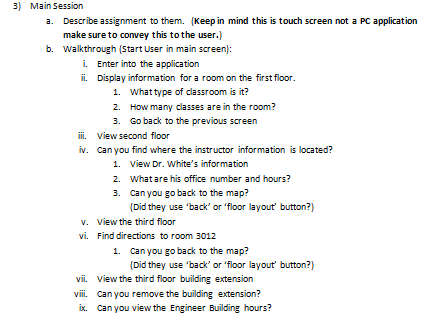 3) Main Session
a. Describe assignment to them. (Keep in mind this is touch screen not a PC application
make sure to convey this to the user.)
b. Walkthrough (Start User in main screen):
i. Enter into the application
ii. Display information for a room on the first floor.
1. What type of classroom is it?
2. How many classes are in the room?
3. Go back to the previous screen
iii. View second floor
iv. Can you find where the instructor information is located?
1. View Dr. White's information
2. What are his office number and hours?
3. Can you go back to the map?
(Did they use 'back' or 'floor layout' button?)
v. View the third floor
vi. Find directions to room 3012
1. Can you go back to the map?
(Did they use 'back' or 'floor layout' button?)
vii. View the third floor building extension
viii. Can you remove the building extension?
ix. Can you view the Engineer Building hours?